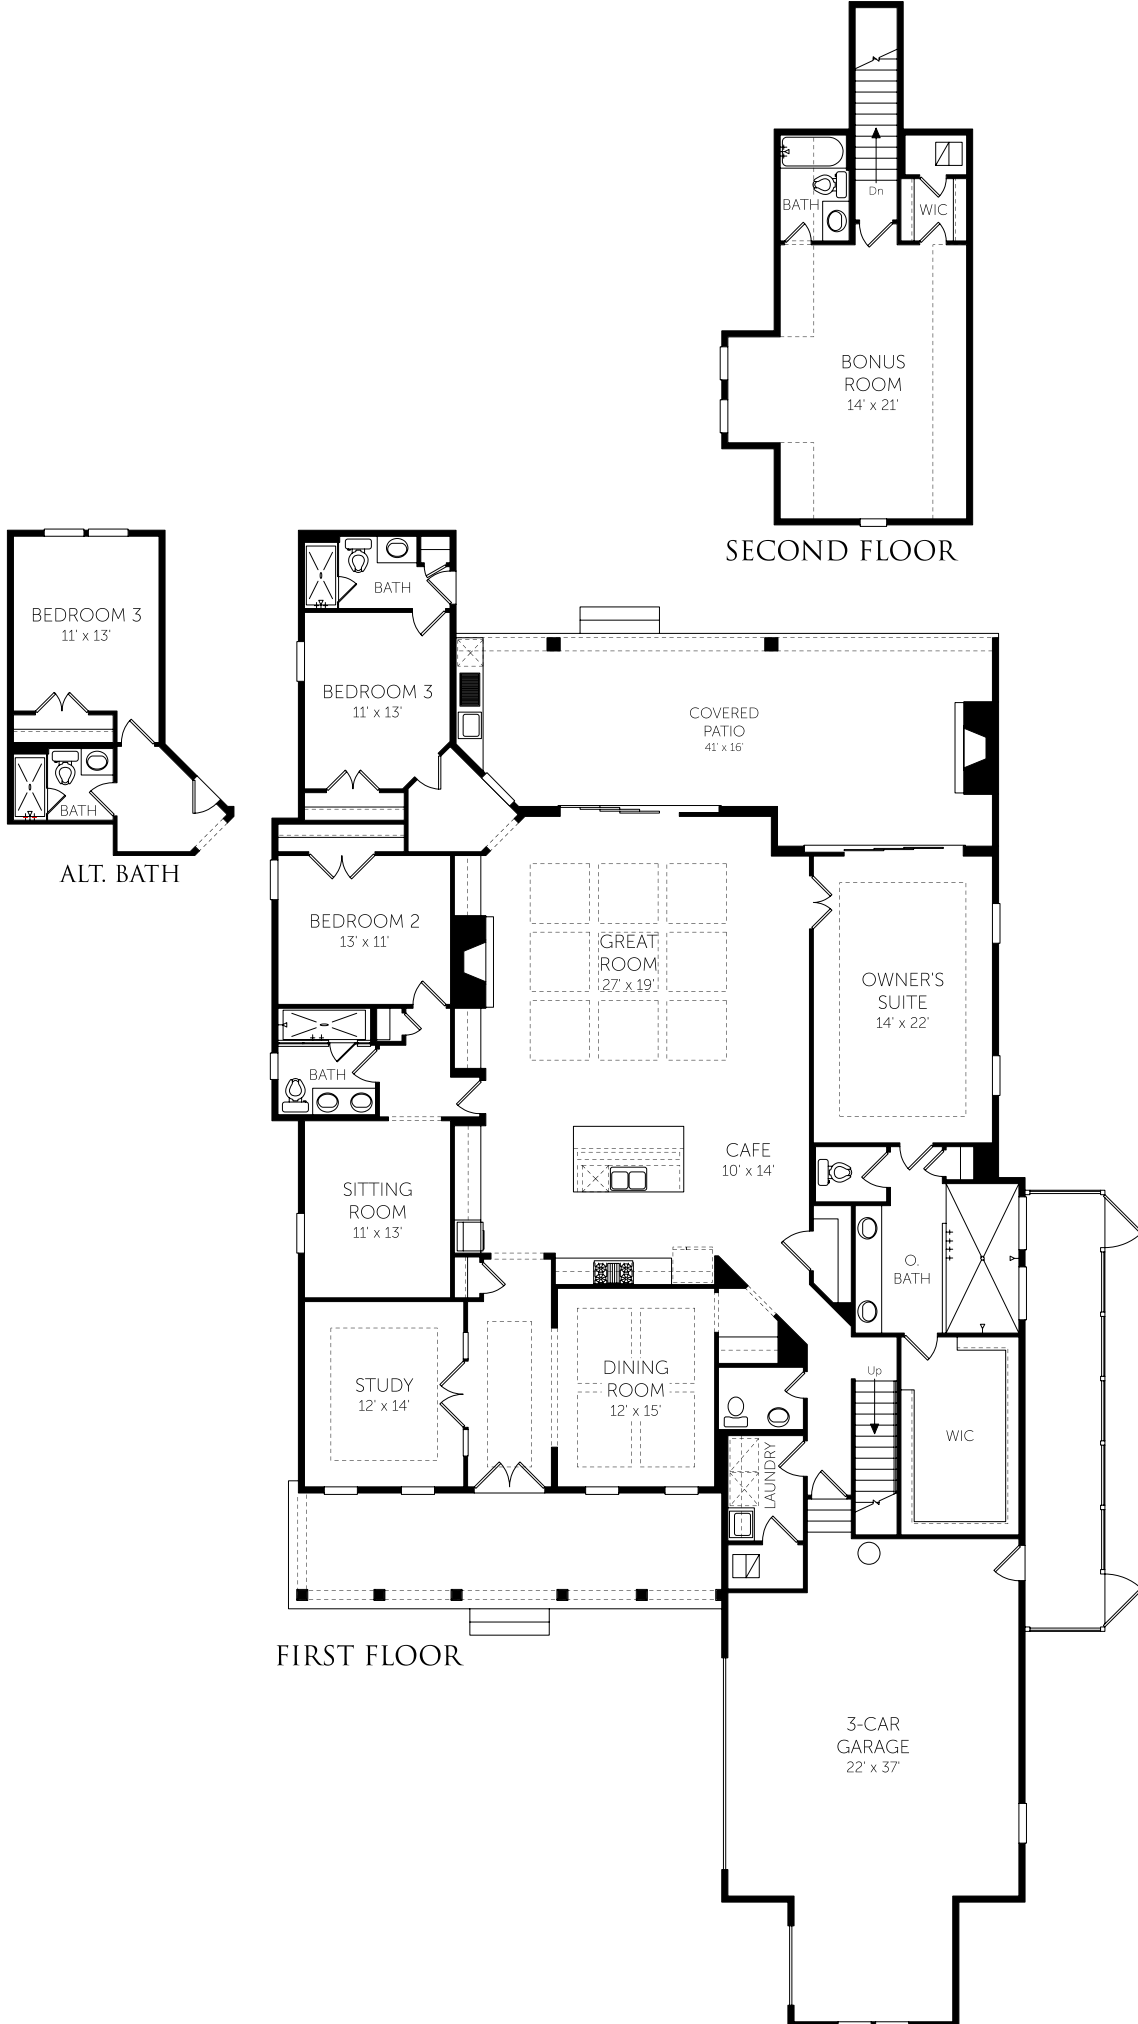 Dn
BATH
WIC
BONUS
ROOM
14' x 21'
SECOND FLOOR
BEDROOM 3
11' x 13'
BATH
ALT. BATH
BATH
BEDROOM 3
11' x 13'
COVERED
PATIO
41' x 16'
BEDROOM 2
13' x 11'
GREAT
ROOM
27' x 19'
OWNER'S
SUITE
14' x 22'
BATH
CAFE
10' x 14'
SITTING
ROOM
11' x 13'
O.
BATH
STUDY
12' x 14'
DINING
ROOM
12' x 15'
Up
WIC
LAUNDRY
FIRST FLOOR
3-CAR
GARAGE
22' x 37'